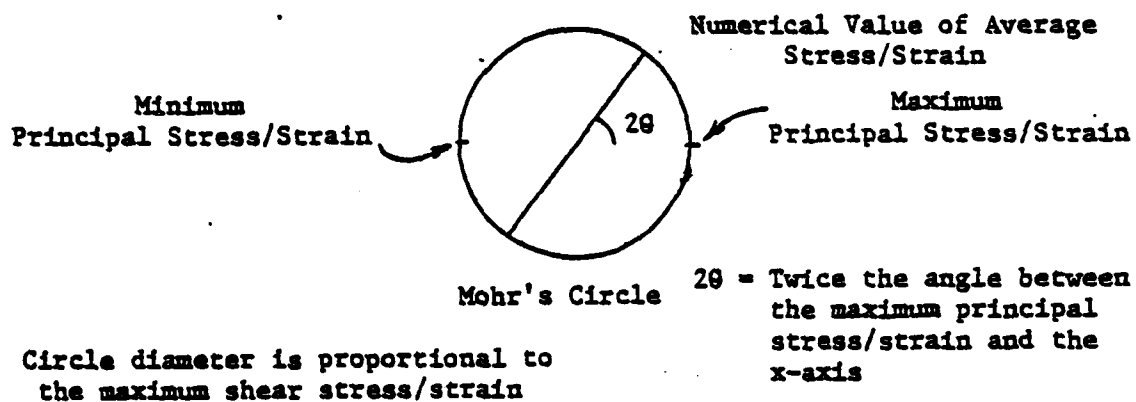 Numerical Value of Average
Stress/Strain
Minimum
Principal Stress/Strain
Maximum
Principal Stress/Strain
2θ
Mohr's Circle
2θ = Twice the angle between
the maximum principal
stress/strain and the
x-axis
Circle diameter is proportional to
the maximum shear stress/strain